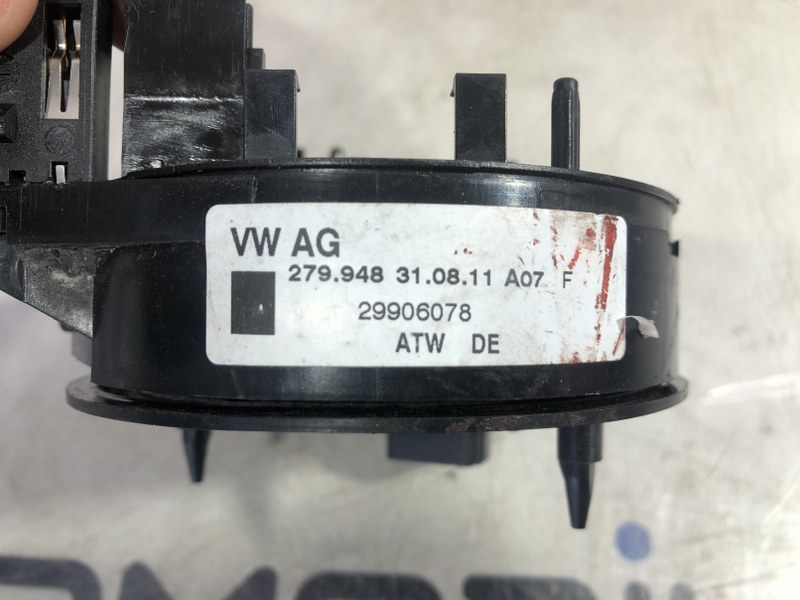 VW AG
279.948 31.08.11 A07 F
29906078
ATW DE